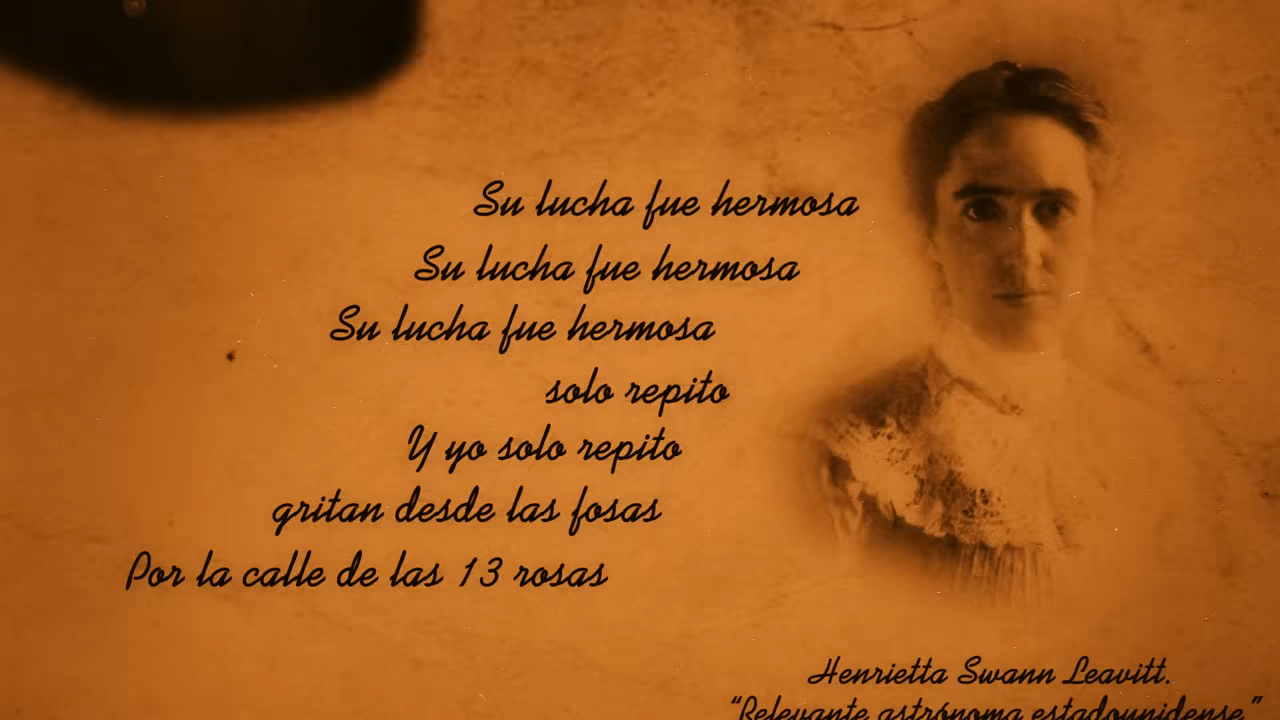 Su lucha fue hermosa
Su lucha fue hermosa
Su lucha fue hermosa
solo repito
Y yo solo repito
gritan desde las fosas
Por la calle de las 13 rosas
Henrietta Swann Leavitt.
“Relevante astrónoma estadounidense”